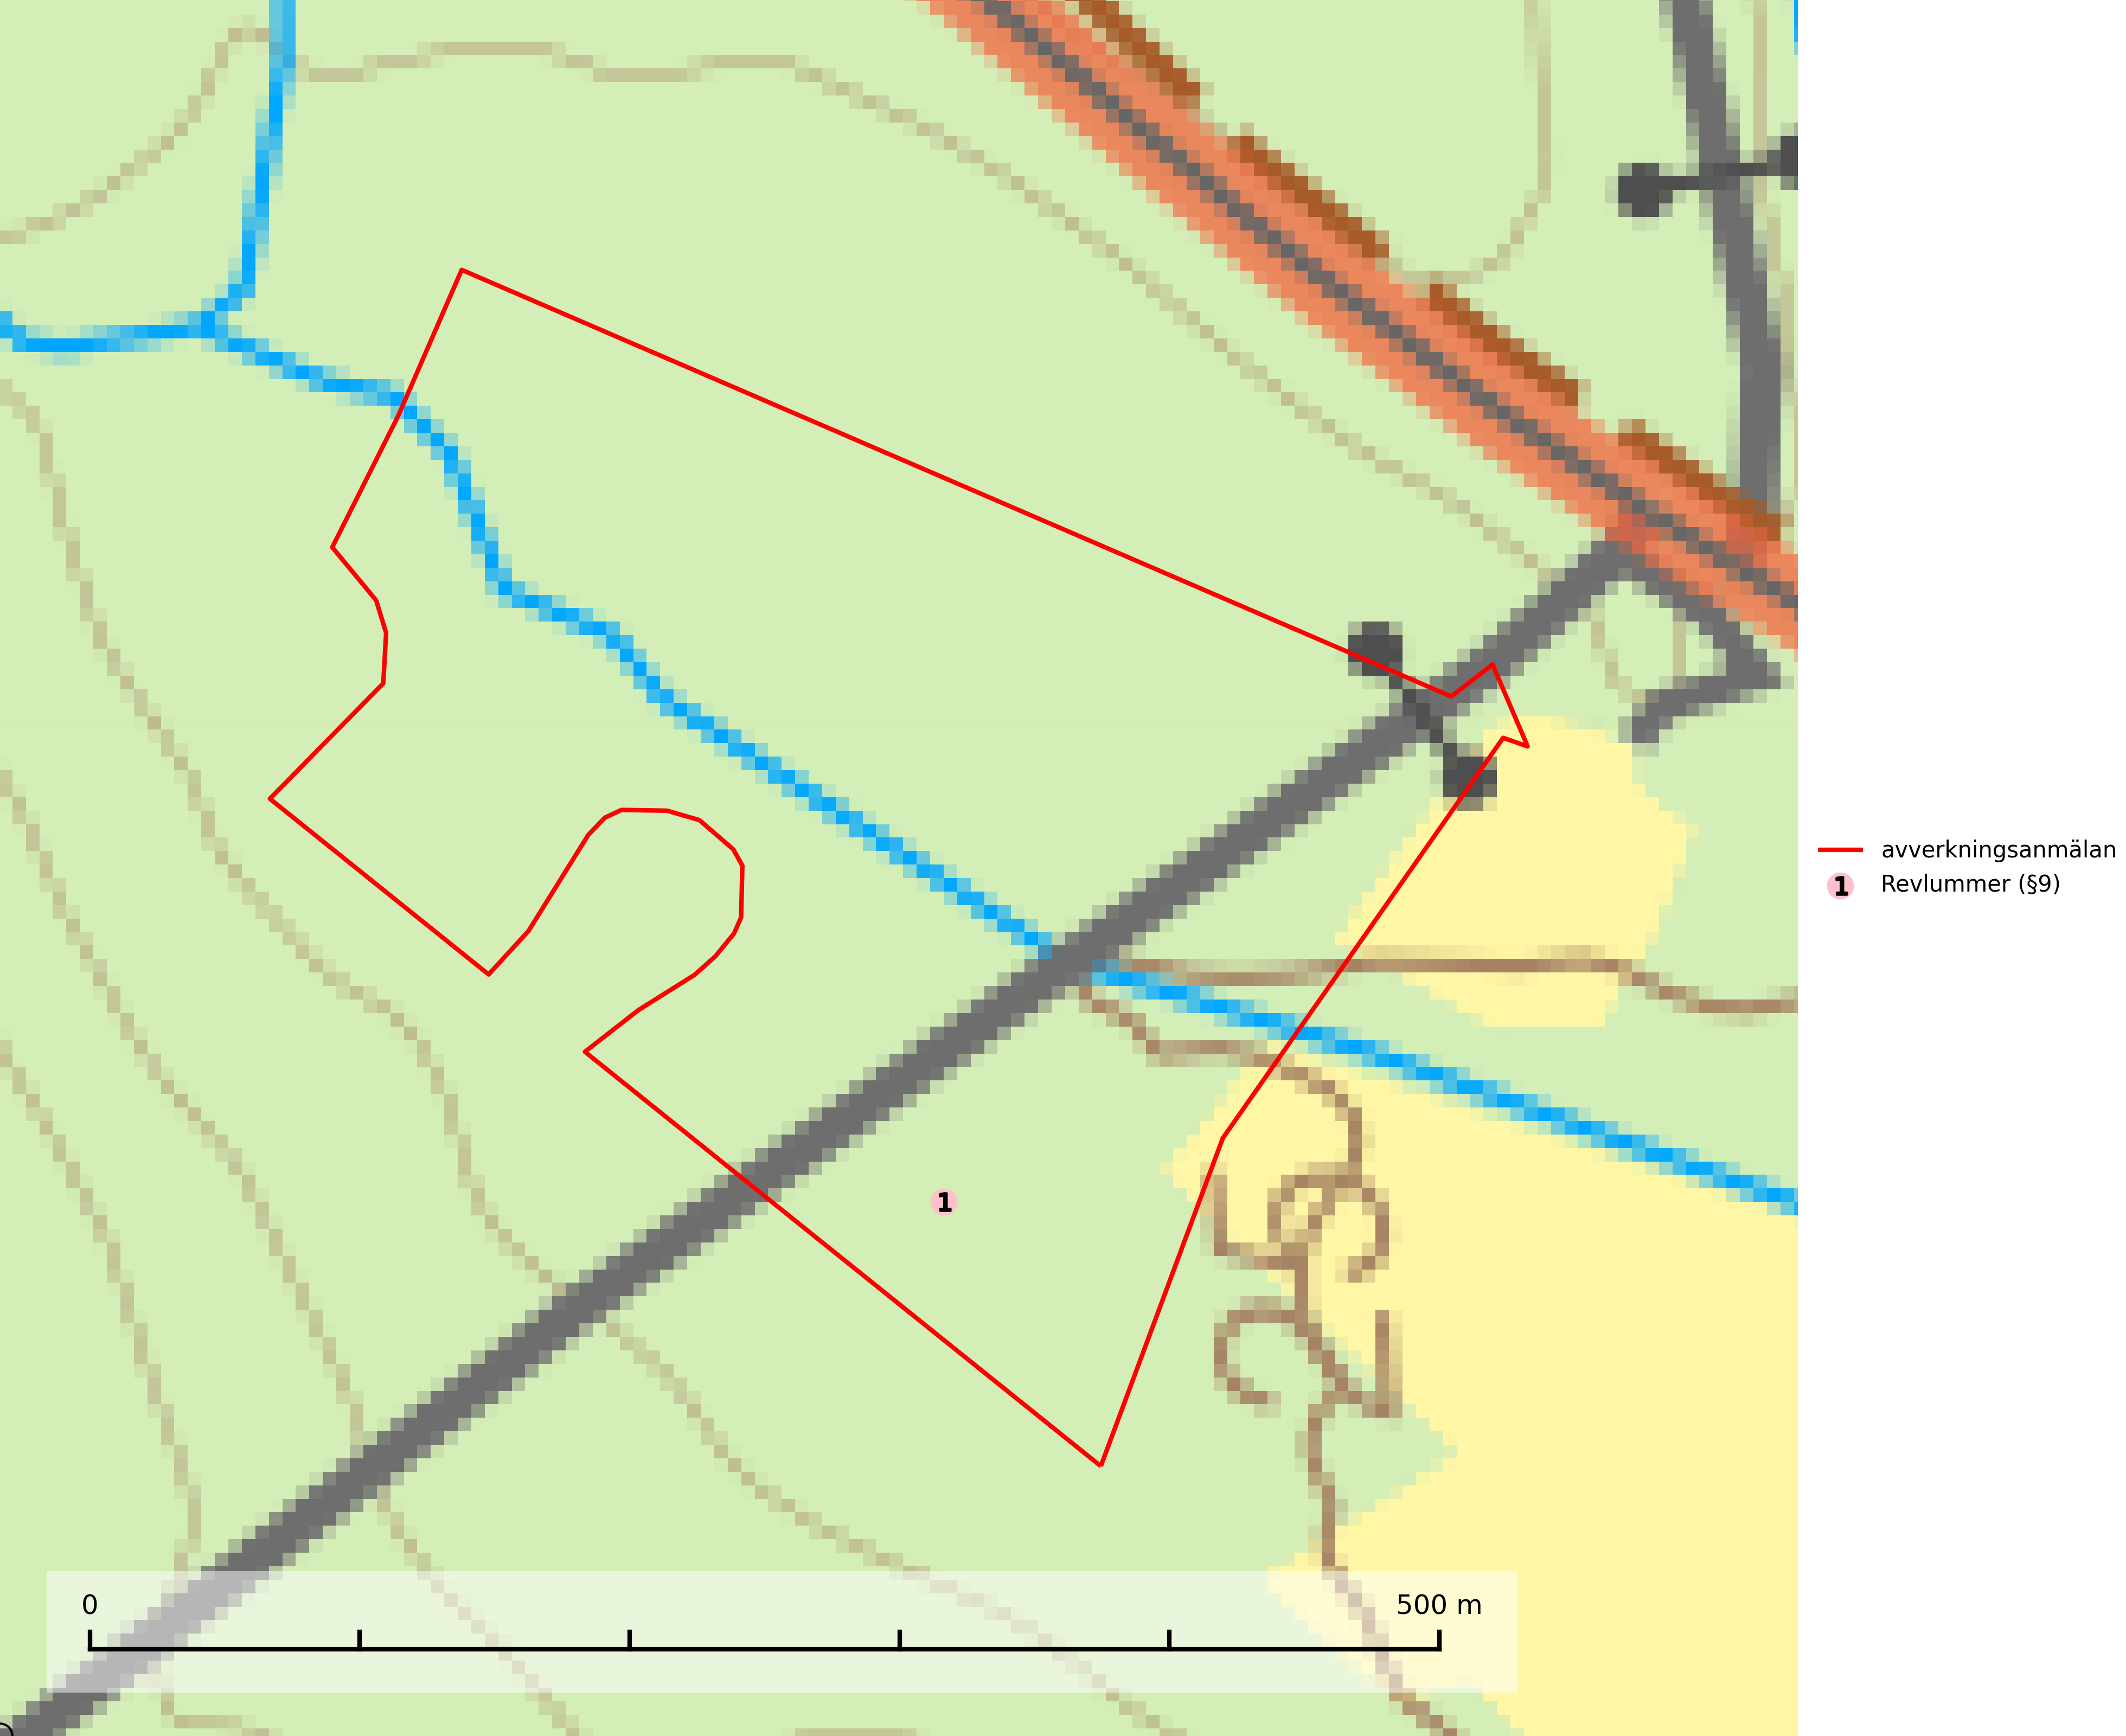 avverkningsanmälan
1 Revlummer (§9)
1
0 500 m